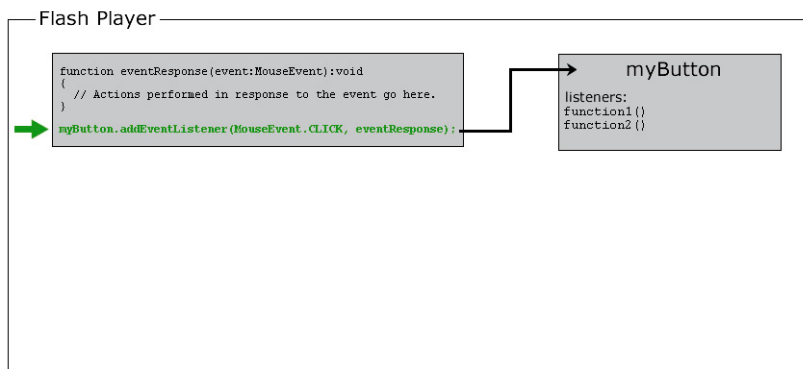 Flash Player
function eventResponse(event:MouseEvent):void
{
// Actions performed in response to the event go here.
}
myButton.addEventListener(MouseEvent.CLICK, eventResponse);
myButton
listeners:
function1()
function2()